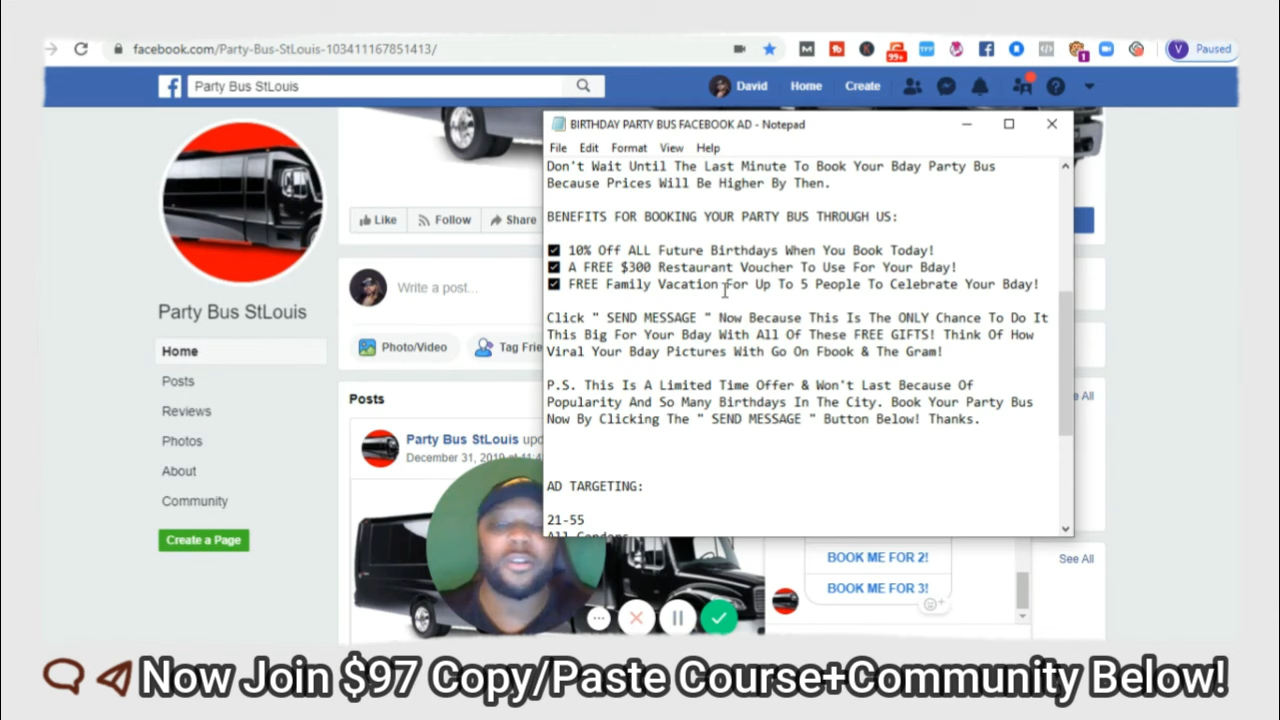 facebook.com/Party-Bus-StLouis-103411167851413/
99+
1
V Paused
Party Bus StLouis
David Home Create
BIRTHDAY PARTY BUS FACEBOOK AD - Notepad
File Edit Format View Help
Don't Wait Until The Last Minute To Book Your Bday Party Bus
Because Prices Will Be Higher By Then.
BENEFITS FOR BOOKING YOUR PARTY BUS THROUGH US:
10% Off ALL Future Birthdays When You Book Today!
A FREE $300 Restaurant Voucher To Use For Your Bday!
FREE Family Vacation For Up To 5 People To Celebrate Your Bday!
Click " SEND MESSAGE " Now Because This Is The ONLY Chance To Do It
This Big For Your Bday With All Of These FREE GIFTS! Think Of How
Viral Your Bday Pictures With Go On Fbook & The Gram!
P.S. This Is A Limited Time Offer & Won't Last Because Of
Popularity And So Many Birthdays In The City. Book Your Party Bus
Now By Clicking The " SEND MESSAGE " Button Below! Thanks.
AD TARGETING:
21-55
All Genders
Like Follow Share
Write a post...
Photo/Video Tag Frie
Posts
Party Bus StLouis upd
December 31, 2019
Party Bus StLouis
Home
Posts
Reviews
Photos
About
Community
Create a Page
e All
See All
BOOK ME FOR 2!
BOOK ME FOR 3!
Now Join $97 Copy/Paste Course+Community Below!